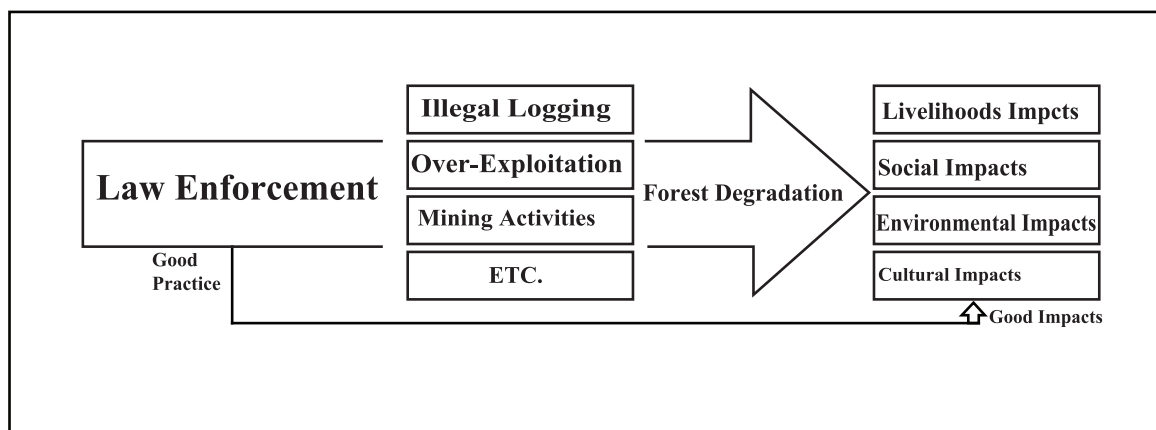 Law Enforcement
Good
Practice
Illegal Logging
Over-Exploitation
Mining Activities
ETC.
Forest Degradation
Livelihoods Impcts
Social Impacts
Environmental Impacts
Cultural Impacts
Good Impacts